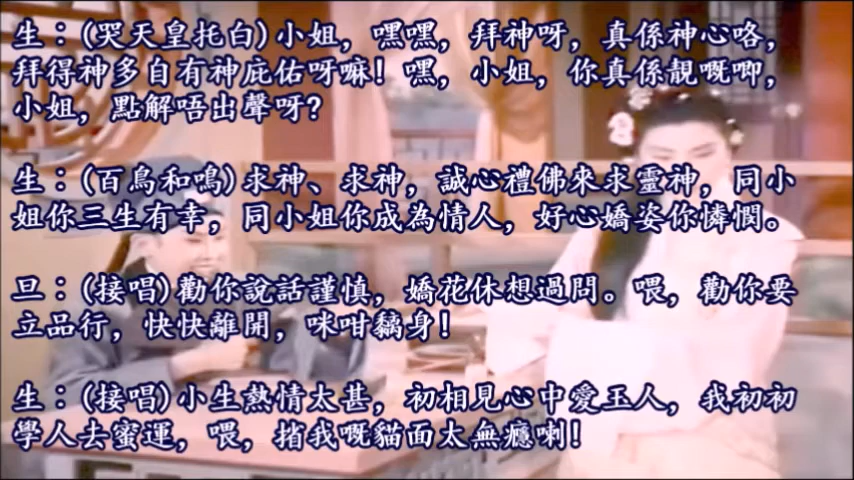 生：(哭天皇托白)小姐，嘿嘿，拜神呀，真係神心咯，
拜得神多自有神庇佑呀嘛！嘿，小姐，你真係靚嘅唧，
小姐，點解唔出聲呀？
生：(百鳥和鳴)求神、求神，誠心禮佛來求靈神，同小
姐你三生有幸，同小姐你成為情人，好心嬌姿你憐憫。
旦：(接唱)勸你說話謹慎，嬌花休想過問。喂，勸你要
立品行，快快離開，咪咁黐身！
生：(接唱)小生熱情太甚，初相見心中愛玉人，我初初
學人去蜜運，喂，捎我嘅貓面太無癮喇！